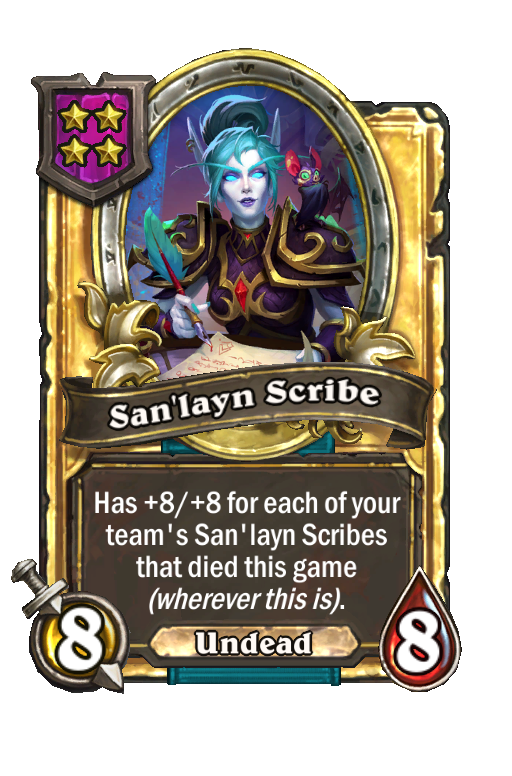 San'layn Scribe
Has +8/+8 for each of your
team's San'layn Scribes
that died this game
(wherever this is).
8
Undead
8